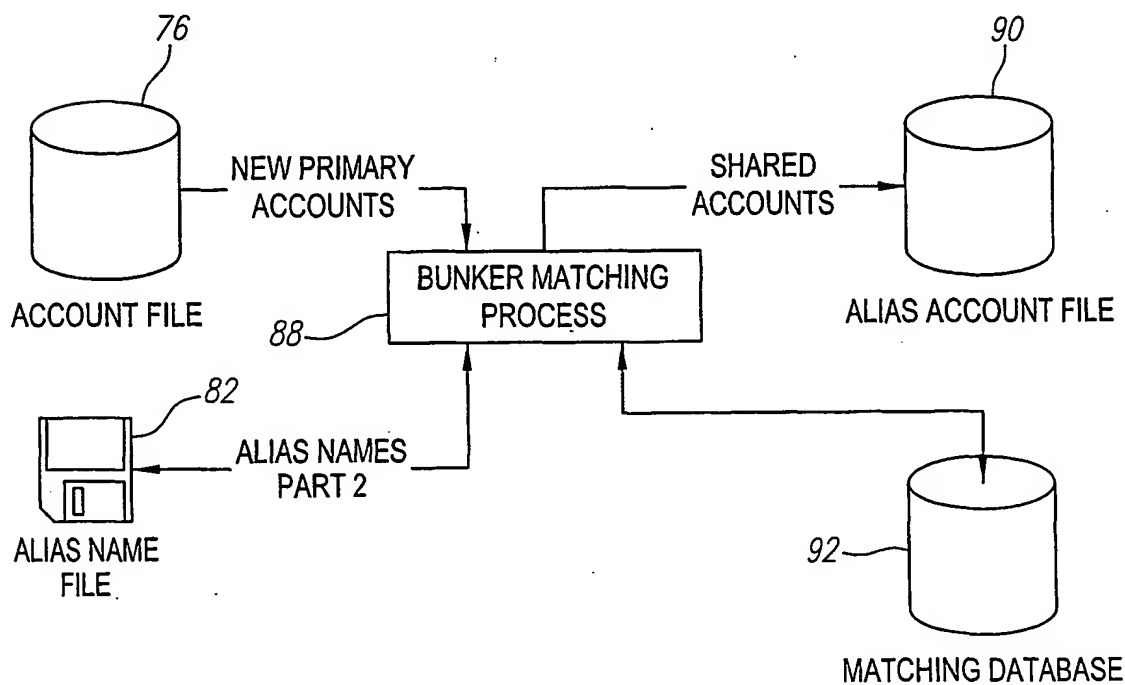 76
90
NEW PRIMARY
ACCOUNTS
SHARED
ACCOUNTS
ACCOUNT FILE
BUNKER MATCHING
PROCESS
ALIAS ACCOUNT FILE
88
82
ALIAS NAMES
PART 2
ALIAS NAME
FILE
92
MATCHING DATABASE